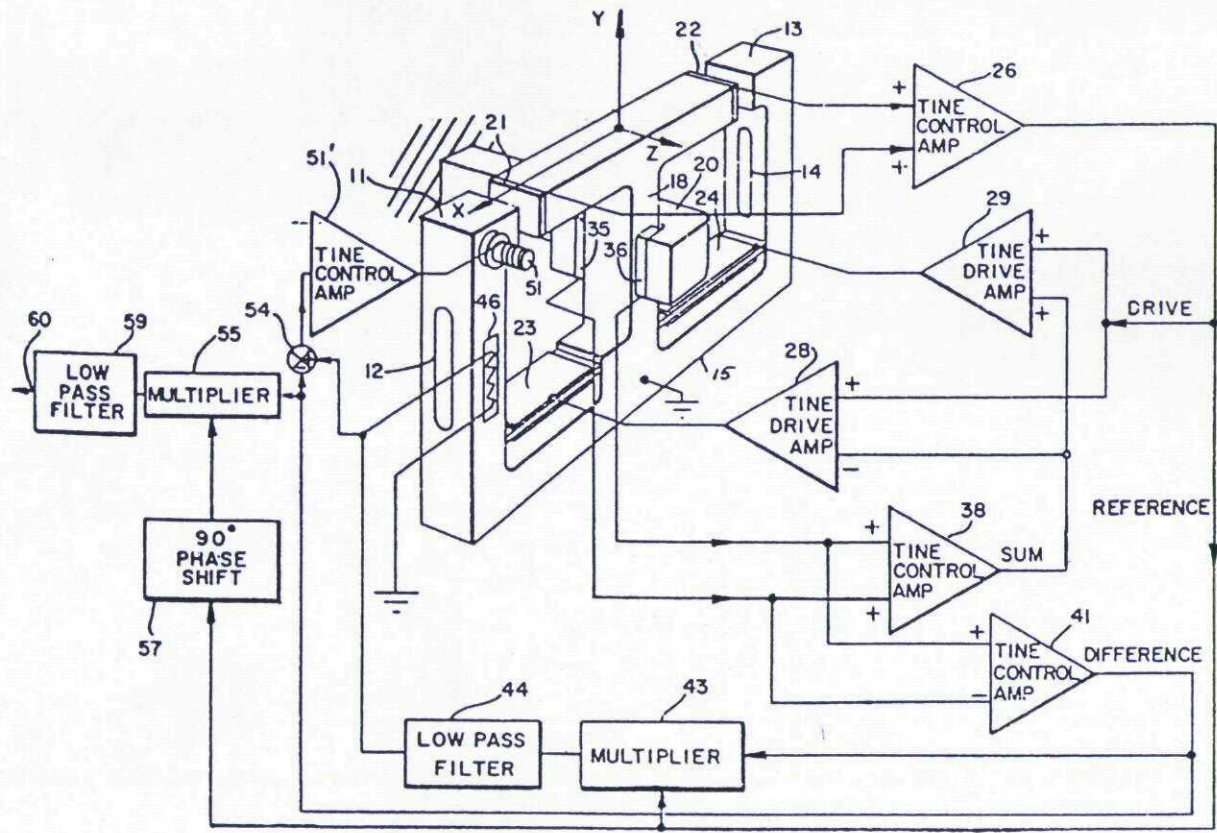 Y
22
13
26
+
TINE
CONTROL
AMP
+
21
51'
11
Z
X
18
20
14
24
29
TINE
CONTROL
AMP
35
36
51
+
TINE
DRIVE
AMP
+
DRIVE
54
46
60
59
55
12
23
28
15
LOW
PASS
FILTER
MULTIPLIER
+
TINE
DRIVE
AMP
−
90°
PHASE
SHIFT
57
38
REFERENCE
+
TINE
CONTROL
AMP
+
SUM
41
+
TINE
CONTROL
AMP
−
DIFFERENCE
44
43
LOW PASS
FILTER
MULTIPLIER